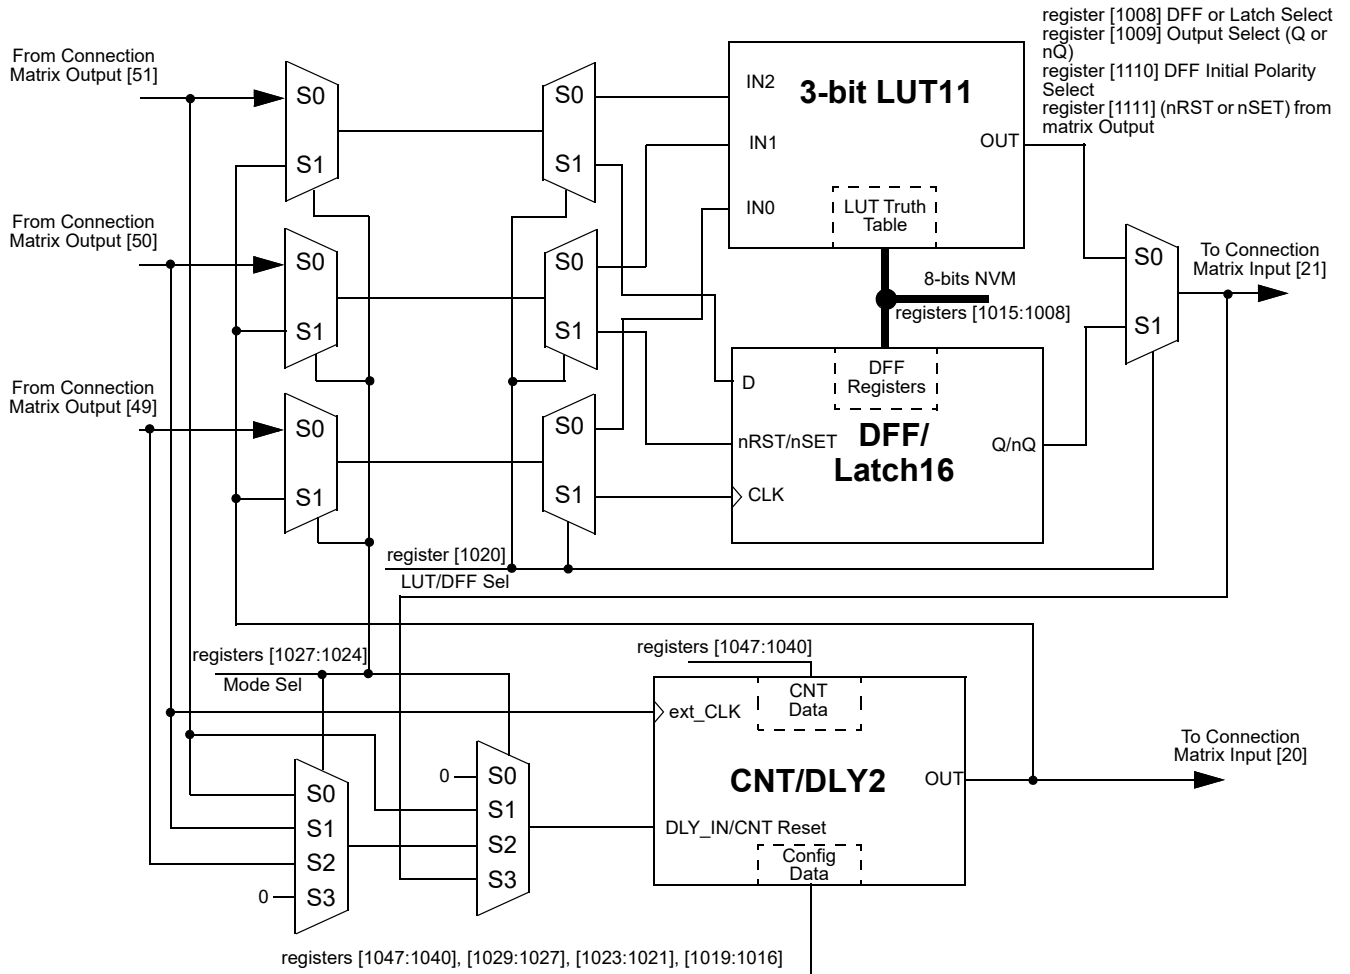 register [1008] DFF or Latch Select
register [1009] Output Select (Q or
nQ)
register [1110] DFF Initial Polarity
Select
register [1111] (nRST or nSET) from
matrix Output
From Connection
Matrix Output [51]
S0
S1
S0
S1
IN2
IN1
IN0
3-bit LUT11
OUT
LUT Truth
Table
From Connection
Matrix Output [50]
S0
S1
S0
S1
8-bits NVM
registers [1015:1008]
S0
S1
To Connection
Matrix Input [21]
From Connection
Matrix Output [49]
S0
S1
S0
S1
D
nRST/nSET
CLK
DFF
Registers
DFF/
Latch16
Q/nQ
register [1020]
LUT/DFF Sel
registers [1027:1024]
Mode Sel
registers [1047:1040]
CNT
Data
ext_CLK
CNT/DLY2
OUT
DLY_IN/CNT Reset
Config
Data
To Connection
Matrix Input [20]
S0
S1
S2
0
S3
0
S0
S1
S2
S3
registers [1047:1040], [1029:1027], [1023:1021], [1019:1016]